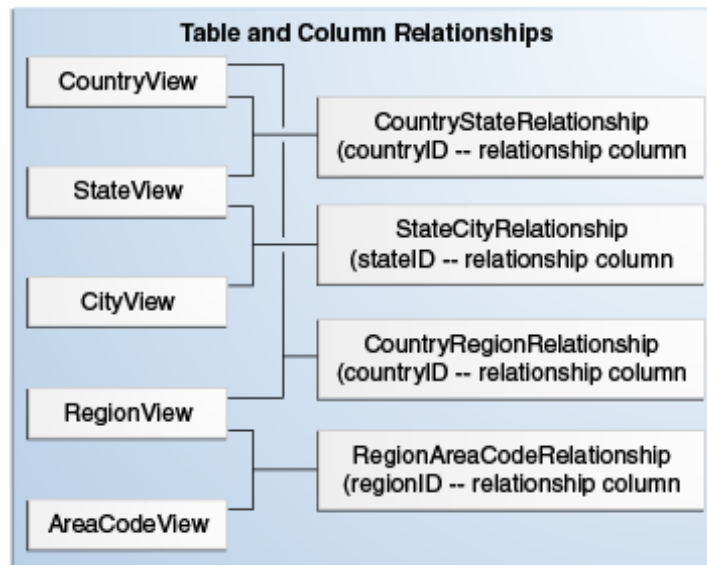 Table and Column Relationships
CountryView
StateView
CityView
RegionView
AreaCodeView
CountryStateRelationship
(countryID -- relationship column
StateCityRelationship
(stateID -- relationship column
CountryRegionRelationship
(countryID -- relationship column
RegionAreaCodeRelationship
(regionID -- relationship column